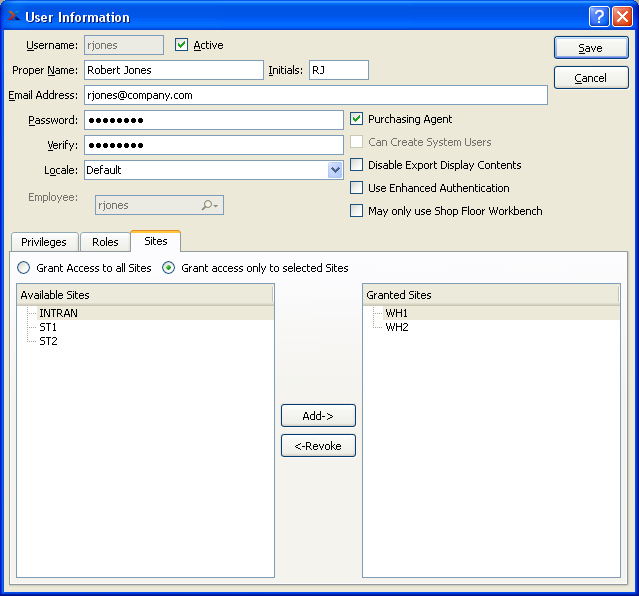 User Information
?
Username: rjones Active
Save
Proper Name: Robert Jones Initials: RJ
Cancel
Email Address: rjones@company.com
Password: ●●●●●●●● Purchasing Agent
Verify: ●●●●●●●● Can Create System Users
Locale: Default Disable Export Display Contents
Use Enhanced Authentication
Employee: rjones May only use Shop Floor Workbench
Privileges Roles Sites
Grant Access to all Sites Grant access only to selected Sites
Available Sites Granted Sites
INTRAN WH1
ST1 WH2
ST2
Add->
<-Revoke